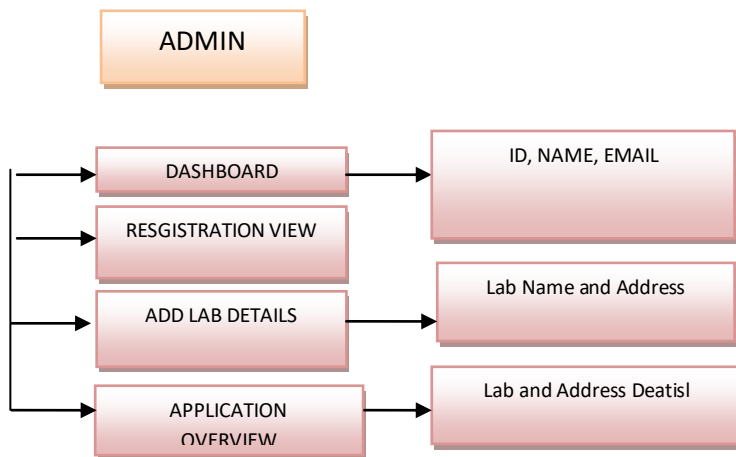 ADMIN
DASHBOARD
ID, NAME, EMAIL
RESGISTRATION VIEW
ADD LAB DETAILS
Lab Name and Address
APPLICATION
OVERVIEW
Lab and Address Deatisl